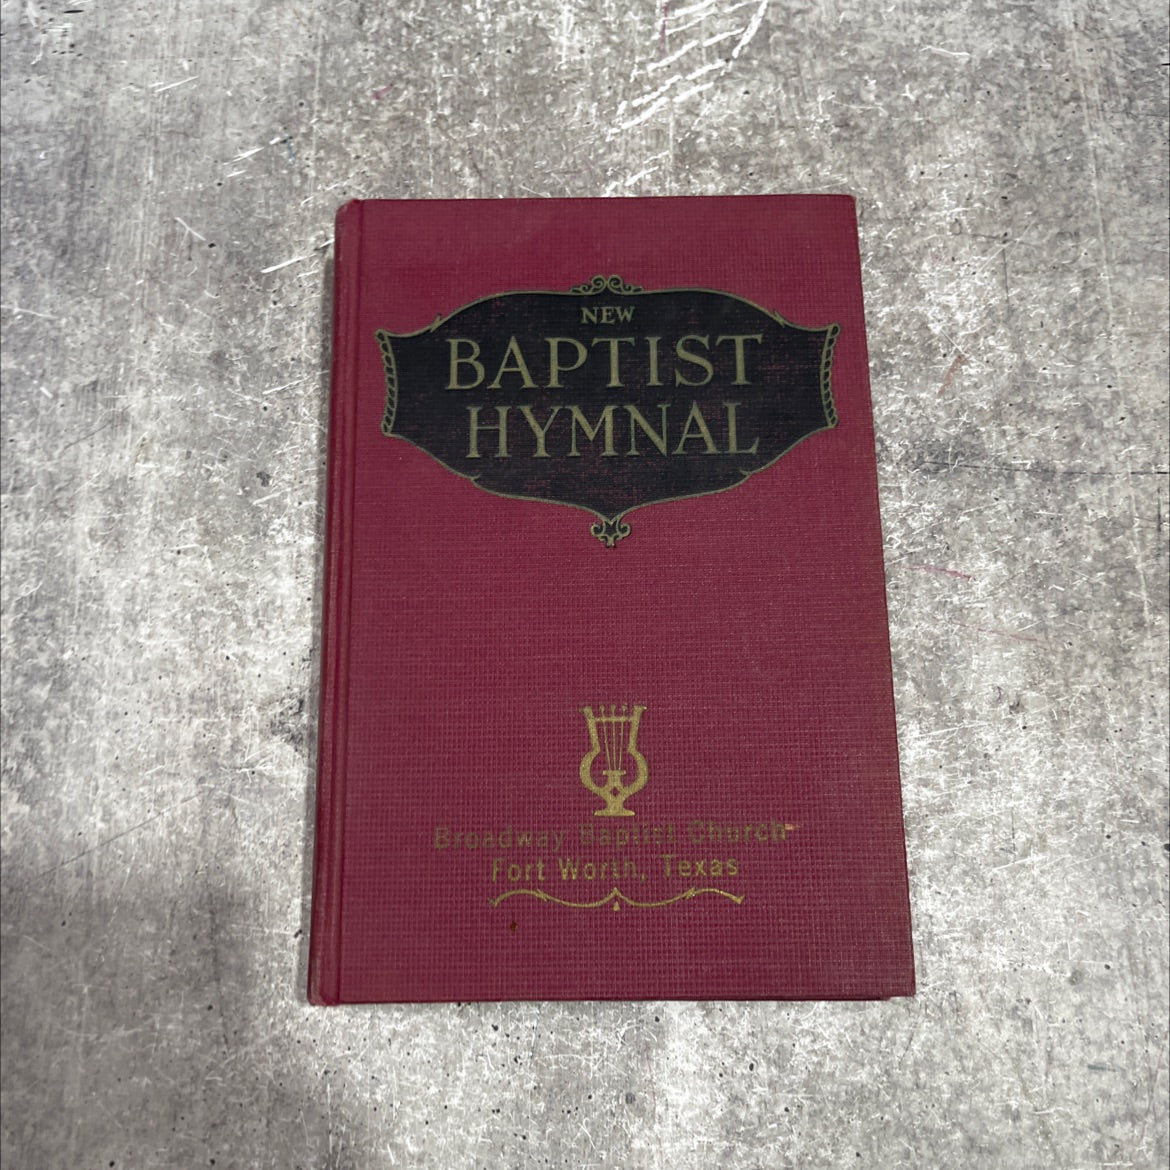 NEW
BAPTIST
HYMNAL
Broadway Baptist Church
Fort Worth, Texas